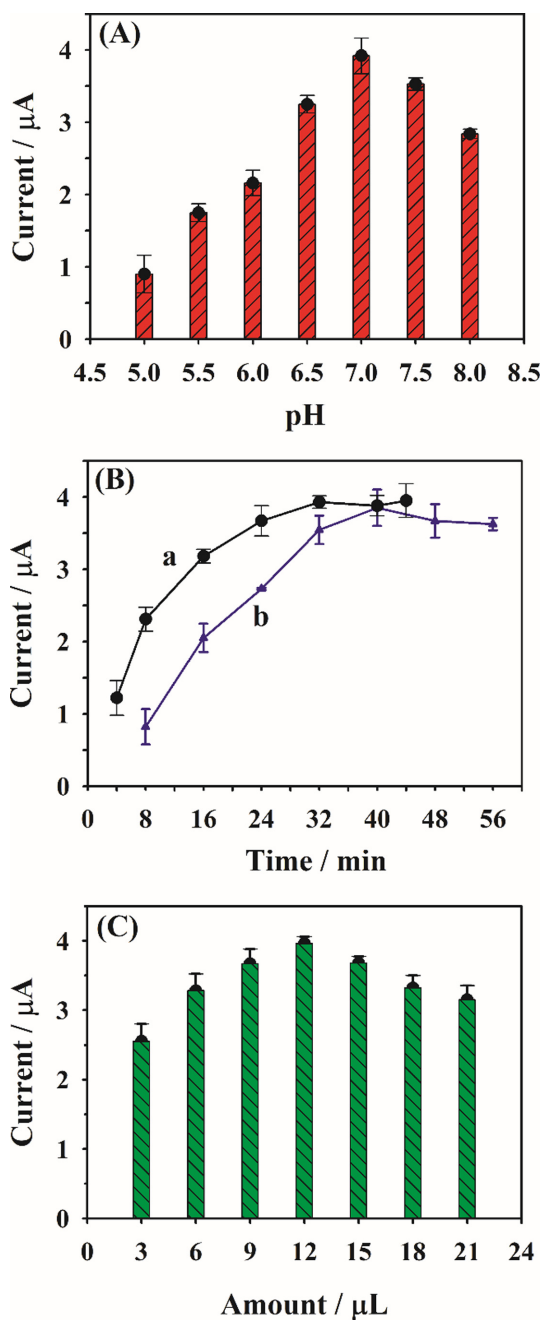 (A)
Current / μA
4
3
2
1
0
4.5 5.0 5.5 6.0 6.5 7.0 7.5 8.0 8.5
pH
(B)
Current / μA
5
4
3
2
1
0
a
b
0 8 16 24 32 40 48 56
Time / min
(C)
Current / μA
4
3
2
1
0
0 3 6 9 12 15 18 21 24
Amount / μL